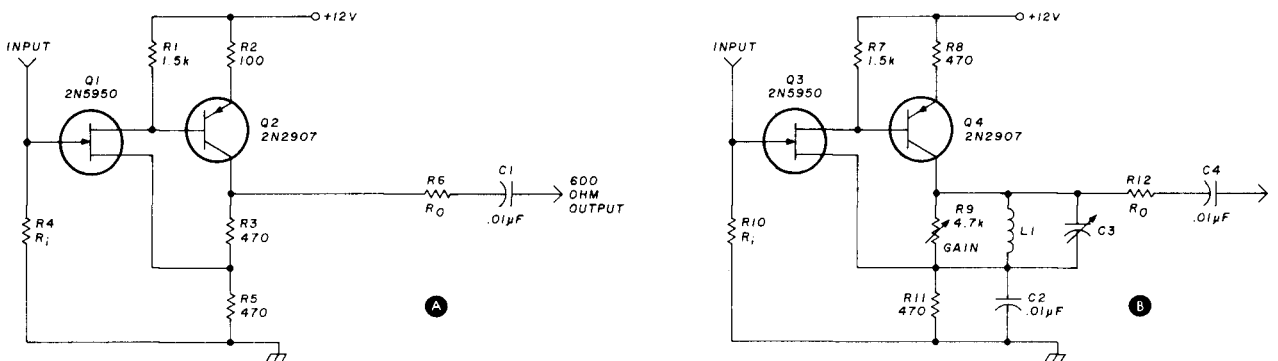 +12V
INPUT
R1
1.5k
R2
100
Q1
2N5950
Q2
2N2907
R4
Ri
R3
470
R6
Ro
C1
.01µF
600
OHM
OUTPUT
R5
470
A
+12V
INPUT
R7
1.5k
R8
470
Q3
2N5950
Q4
2N2907
R10
Ri
R9
4.7k
GAIN
L1
C3
R12
Ro
C4
.01µF
R11
470
C2
.01µF
B